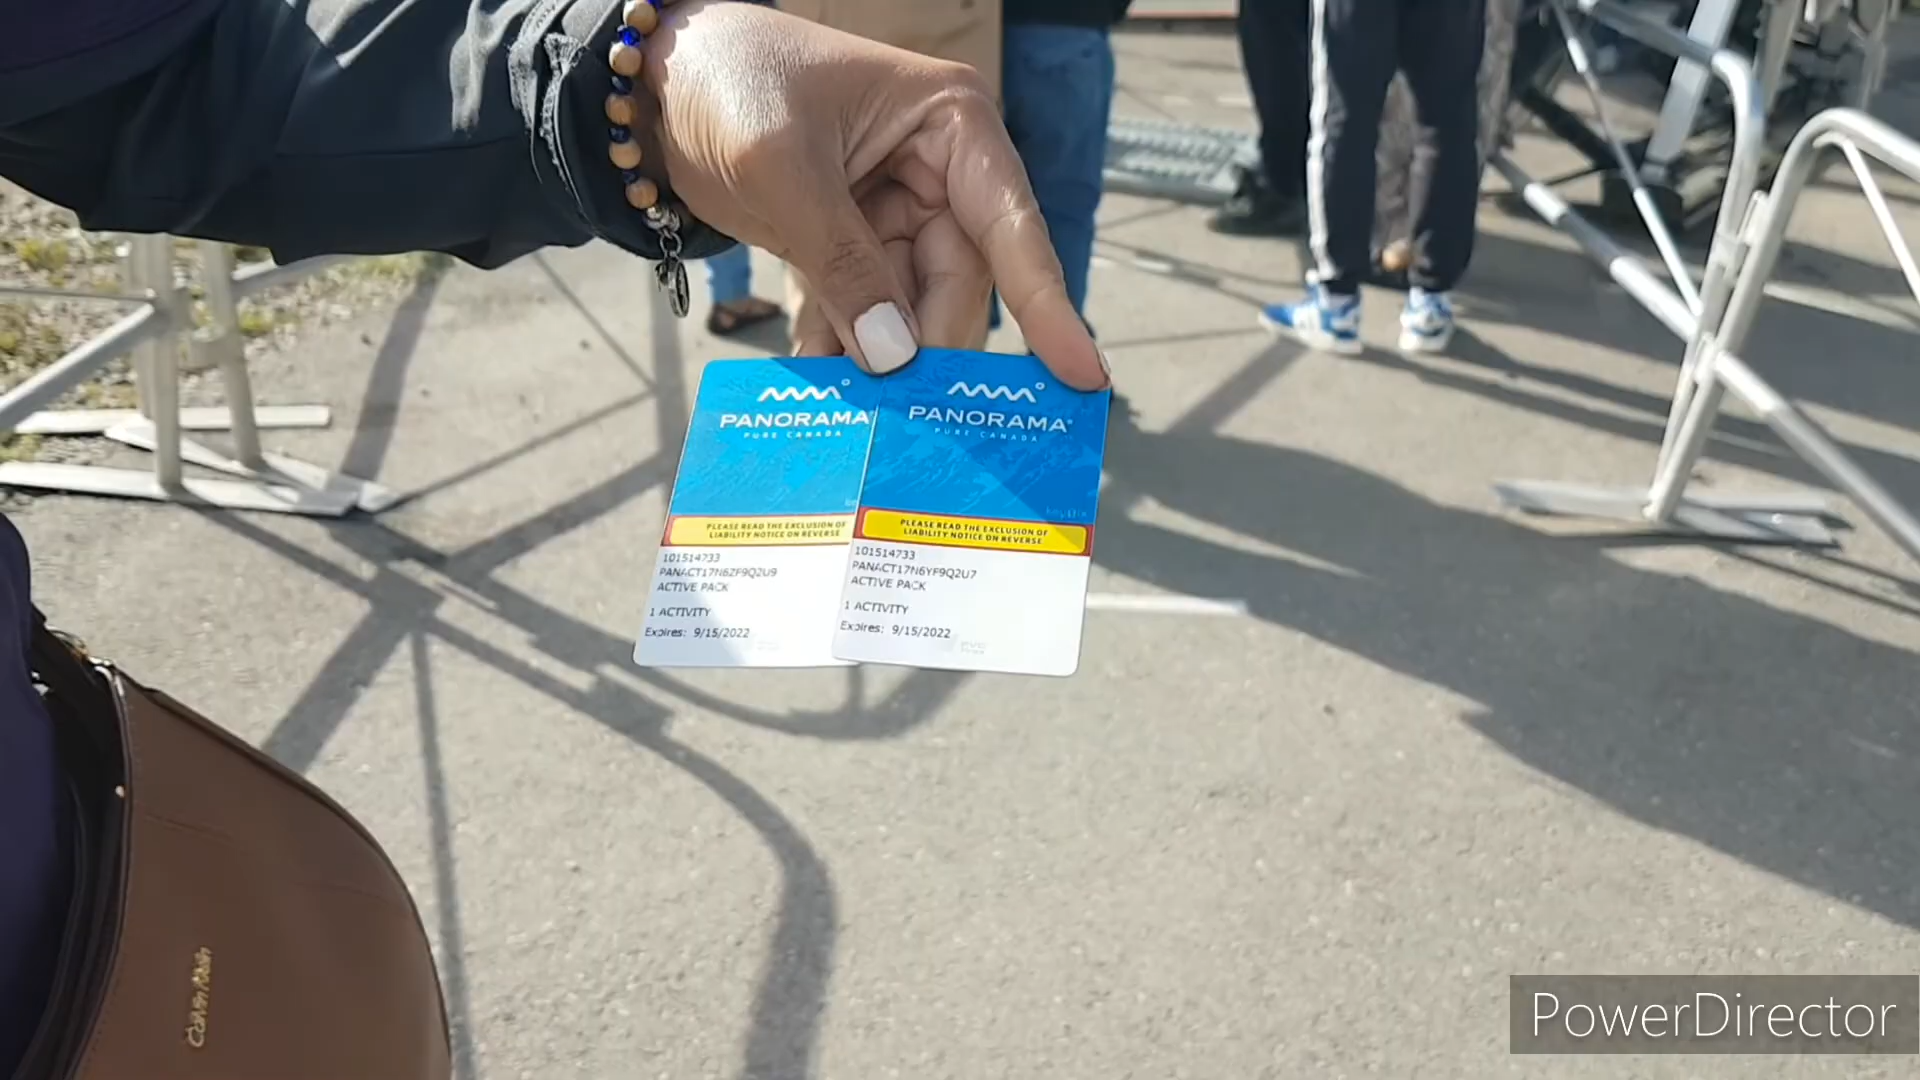 PANORAMA
PURE CANADA
PLEASE READ THE EXCLUSION OF
LIABILITY NOTICE ON REVERSE
101514733
PANACT17N6ZF9Q2U9
ACTIVE PACK
1 ACTIVITY
Expires: 9/15/2022
PANORAMA
PURE CANADA
PLEASE READ THE EXCLUSION OF
LIABILITY NOTICE ON REVERSE
101514733
PANACT17N6YF9Q2U7
ACTIVE PACK
1 ACTIVITY
Expires: 9/15/2022
Calvin Klein
PowerDirector